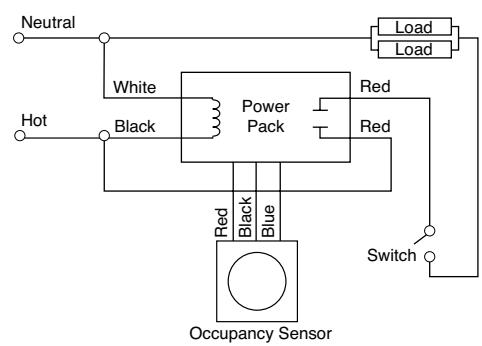 Neutral
Load
Load
White
Red
Power
Pack
Hot
Black
Red
Red
Black
Blue
Switch
Occupancy Sensor